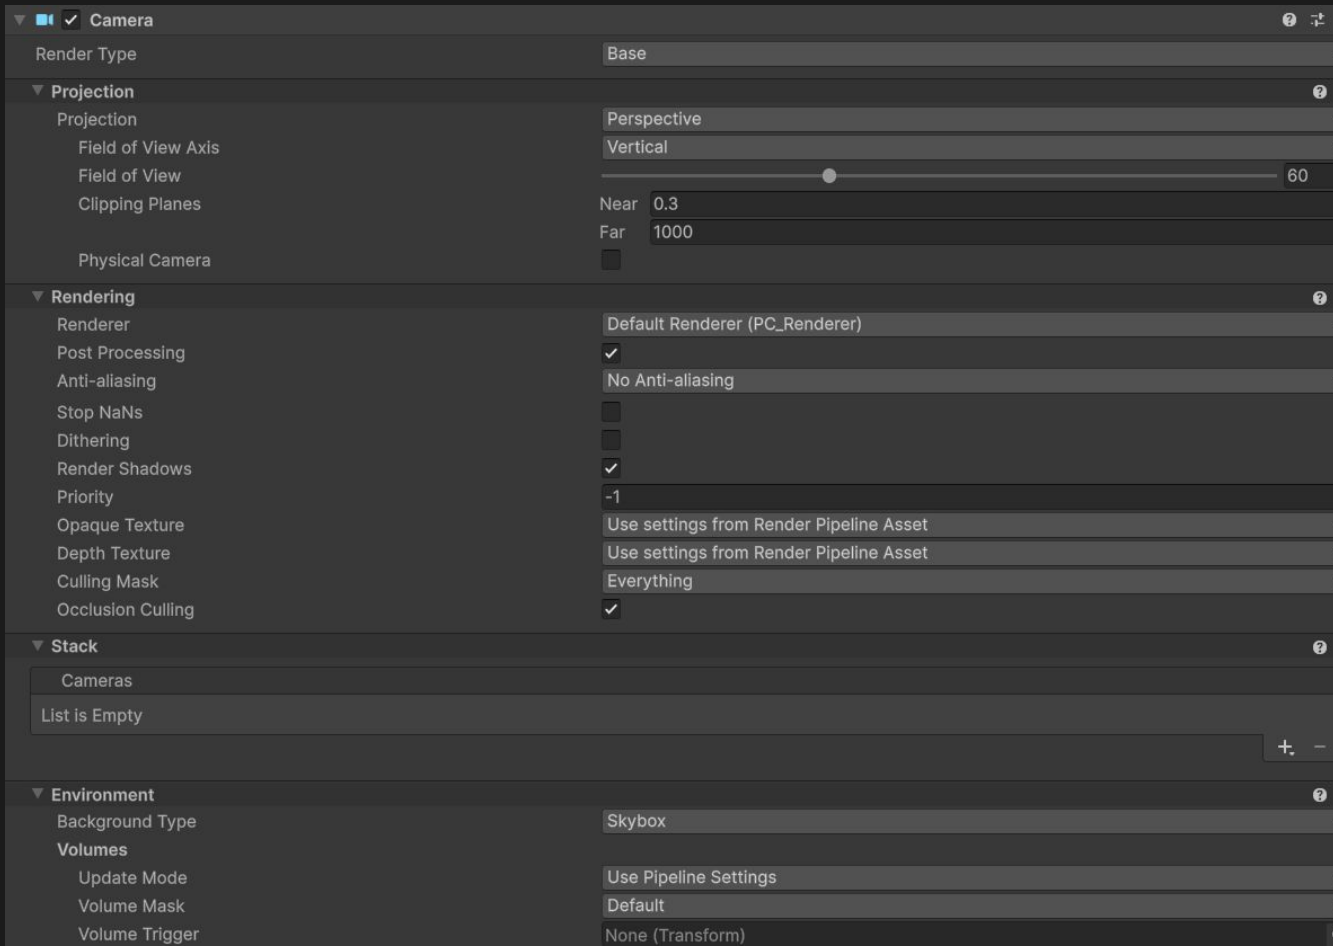 Camera
Render Type Base
Projection
Projection Perspective
Field of View Axis Vertical
Field of View 60
Clipping Planes Near 0.3
Far 1000
Physical Camera
Rendering
Renderer Default Renderer (PC_Renderer)
Post Processing
Anti-aliasing No Anti-aliasing
Stop NaNs
Dithering
Render Shadows
Priority -1
Opaque Texture Use settings from Render Pipeline Asset
Depth Texture Use settings from Render Pipeline Asset
Culling Mask Everything
Occlusion Culling
Stack
Cameras
List is Empty
Environment
Background Type Skybox
Volumes
Update Mode Use Pipeline Settings
Volume Mask Default
Volume Trigger None (Transform)